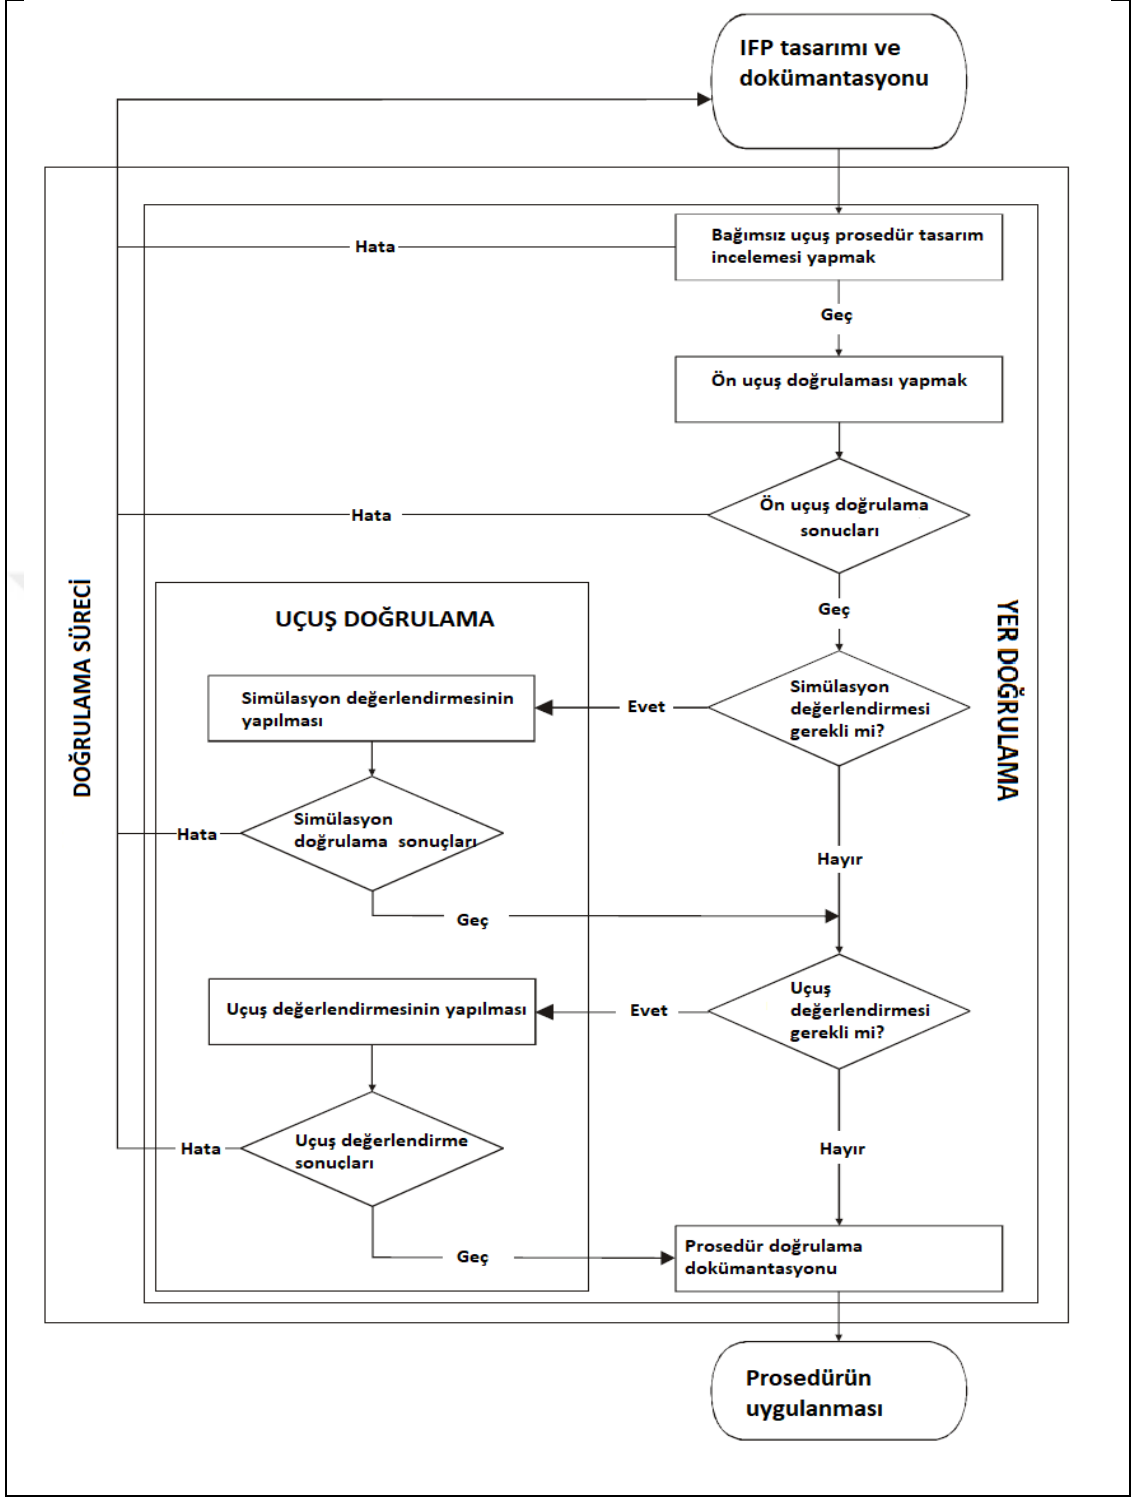 IFP tasarımı ve
dokümantasyonu
Bağımsız uçuş prosedür tasarım
incelemesi yapmak
Hata
Geç
Ön uçuş doğrulaması yapmak
Ön uçuş doğrulama
sonucları
Hata
Geç
DOĞRULAMA SÜRECİ
YER DOĞRULAMA
UÇUŞ DOĞRULAMA
Simülasyon
değerlendirmesi
gerekli mi?
Evet
Simülasyon değerlendirmesinin
yapılması
Simülasyon
doğrulama sonuçları
Hata
Hayır
Geç
Uçuş
değerlendirmesi
gerekli mi?
Evet
Uçuş değerlendirmesinin yapılması
Uçuş değerlendirme
sonuçları
Hata
Hayır
Geç
Prosedür doğrulama
dokümantasyonu
Prosedürün
uygulanması